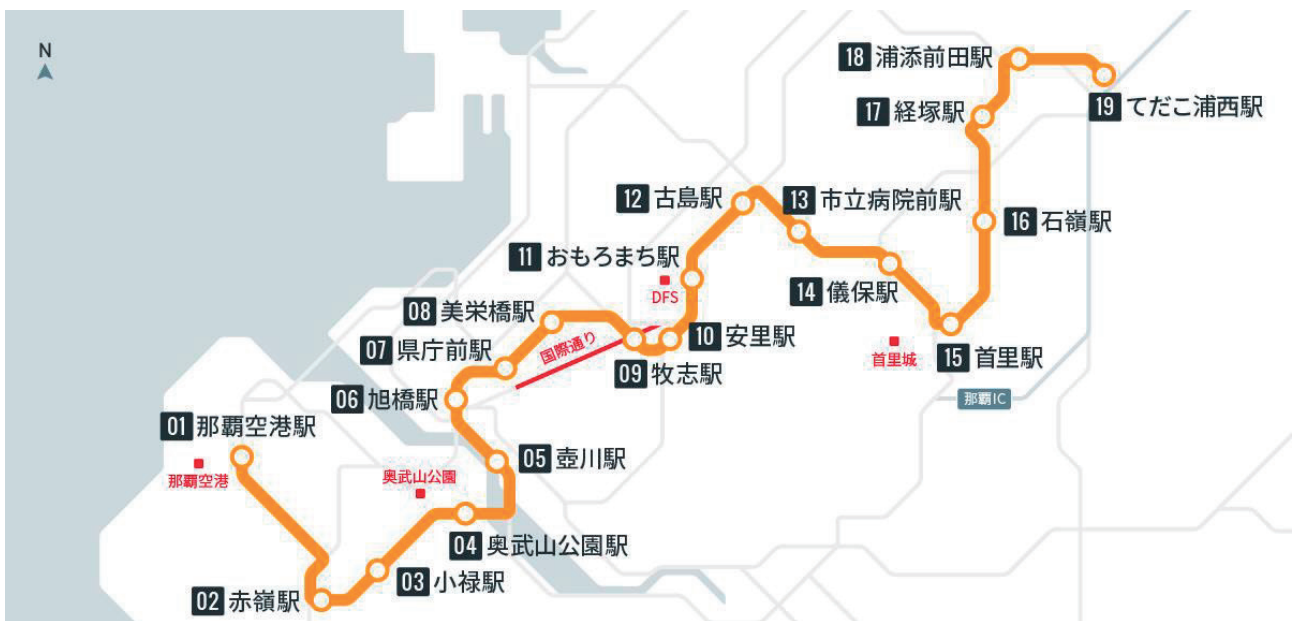 N
01 那覇空港駅
02 赤嶺駅
03 小禄駅
04 奥武山公園駅
05 壺川駅
06 旭橋駅
07 県庁前駅
08 美栄橋駅
09 牧志駅
10 安里駅
11 おもろまち駅
12 古島駅
13 市立病院前駅
14 儀保駅
15 首里駅
16 石嶺駅
17 経塚駅
18 浦添前田駅
19 てだこ浦西駅
那覇空港
奥武山公園
国際通り
DFS
首里城
那覇IC